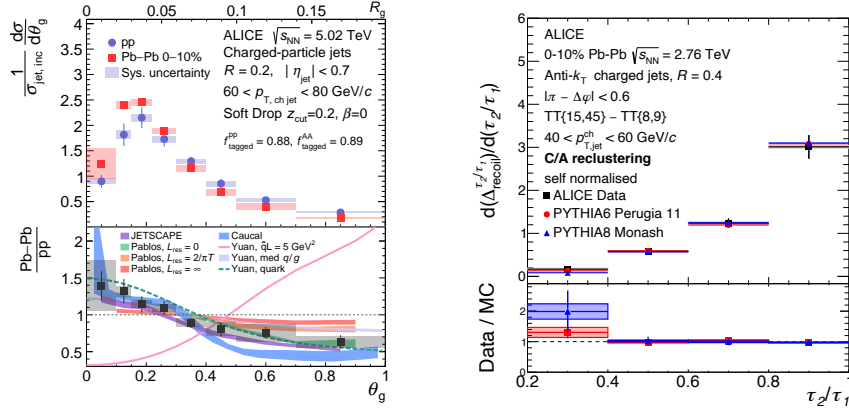 0 0.05 0.1 0.15 R_g
1/σ_jet, inc dσ/dθ_g
4
3.5
3
2.5
2
1.5
1
0.5
pp
Pb−Pb 0−10%
Sys. uncertainty
ALICE √s_NN = 5.02 TeV
Charged-particle jets
R = 0.2, | η_jet | < 0.7
60 < p_T, ch jet < 80 GeV/c
Soft Drop z_cut=0.2, β=0
f^pp_tagged = 0.88, f^AA_tagged = 0.89
Pb−Pb/pp
2
1.5
1
0.5
JETSCAPE
Pablos, L_res = 0
Pablos, L_res = 2/πT
Pablos, L_res = ∞
Caucal
Yuan, q̂L = 5 GeV²
Yuan, med q/g
Yuan, quark
0 0.2 0.4 0.6 0.8 1
θ_g
d(Δ_recoil^τ₂/τ₁)/d(τ₂/τ₁)
6
5
4
3
2
1
0
ALICE
0-10% Pb-Pb √s_NN = 2.76 TeV
Anti-k_T charged jets, R = 0.4
|π − Δφ| < 0.6
TT{15,45} − TT{8,9}
40 < p^ch_T,jet < 60 GeV/c
C/A reclustering
self normalised
ALICE Data
PYTHIA6 Perugia 11
PYTHIA8 Monash
Data / MC
3
2
1
0
0.2 0.4 0.6 0.8 1
τ₂/τ₁